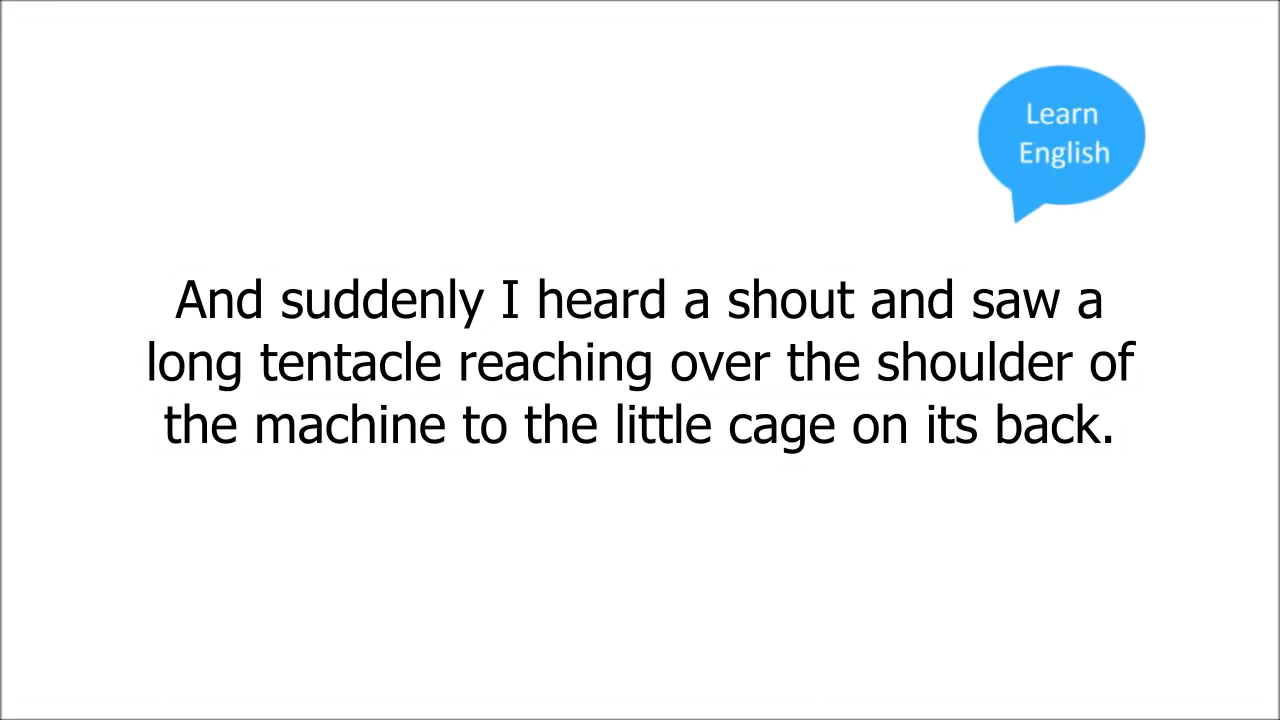 Learn
English
And suddenly I heard a shout and saw a
long tentacle reaching over the shoulder of
the machine to the little cage on its back.